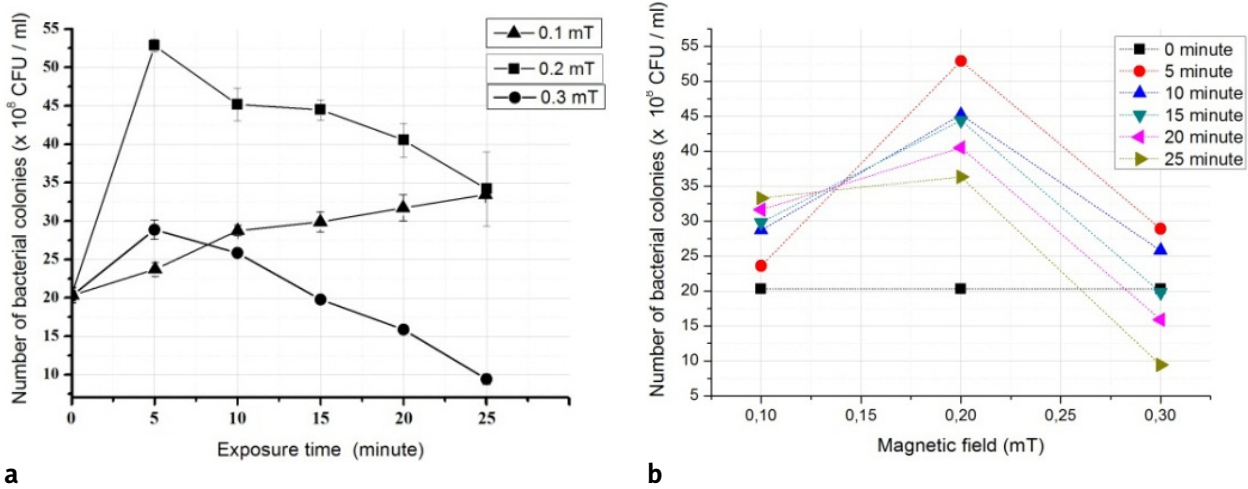 Number of bacterial colonies (x 10⁸ CFU / ml)
55
50
45
40
35
30
25
20
15
10
0 5 10 15 20 25
Exposure time (minute)
0.1 mT
0.2 mT
0.3 mT
a
Number of bacterial colonies (x 10⁸ CFU / ml)
55
50
45
40
35
30
25
20
15
10
5
0,10 0,15 0,20 0,25 0,30
Magnetic field (mT)
0 minute
5 minute
10 minute
15 minute
20 minute
25 minute
b